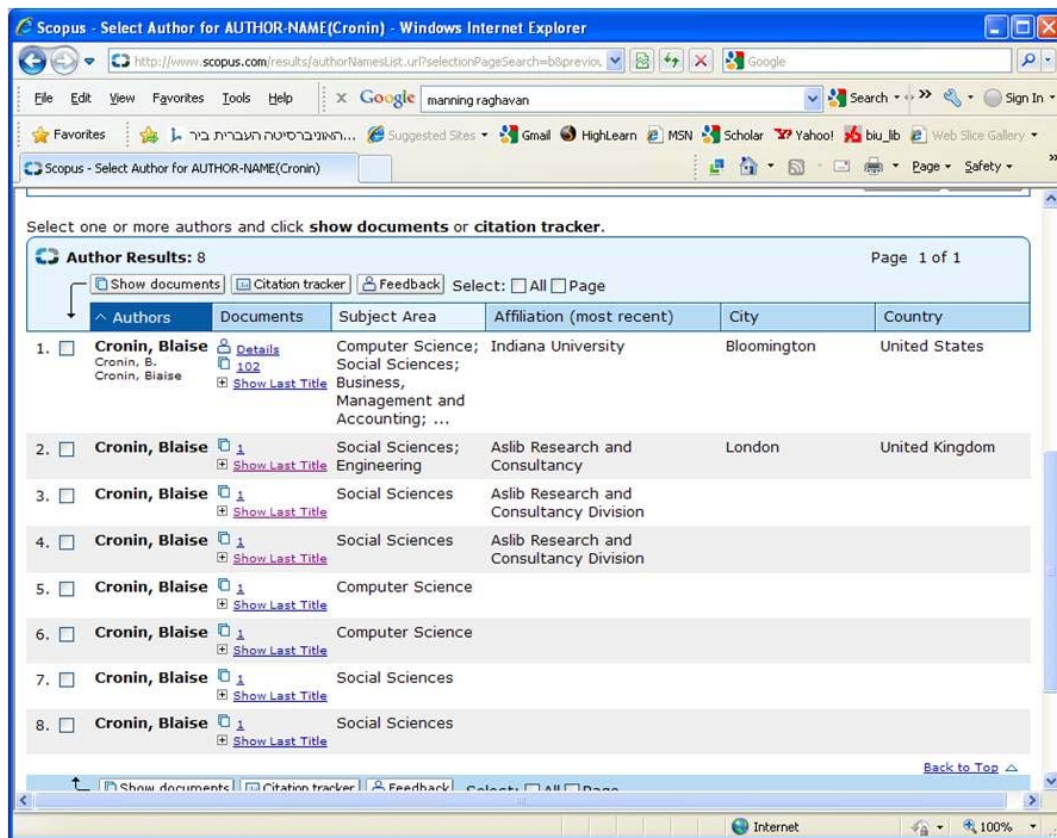 Scopus - Select Author for AUTHOR-NAME(Cronin) - Windows Internet Explorer
http://www.scopus.com/results/authorNamesList.url?selectionPageSearch=b&previou Google
File Edit View Favorites Tools Help x Google manning raghavan Search >> Sign In
Favorites האוניברסיטה העברית ביר... Suggested Sites Gmail HighLearn MSN Scholar Yahoo! biu_lib Web Slice Gallery
Scopus - Select Author for AUTHOR-NAME(Cronin) Page Safety >>
Select one or more authors and click show documents or citation tracker.
Author Results: 8 Page 1 of 1
Show documents Citation tracker Feedback Select: All Page
Authors Documents Subject Area Affiliation (most recent) City Country
1. Cronin, Blaise Details Computer Science; Indiana University Bloomington United States
Cronin, B. 102 Social Sciences;
Cronin, Biaise Show Last Title Business,
Management and
Accounting; ...
2. Cronin, Blaise 1 Social Sciences; Aslib Research and London United Kingdom
Show Last Title Engineering Consultancy
3. Cronin, Blaise 1 Social Sciences Aslib Research and
Show Last Title Consultancy Division
4. Cronin, Blaise 1 Social Sciences Aslib Research and
Show Last Title Consultancy Division
5. Cronin, Blaise 1 Computer Science
Show Last Title
6. Cronin, Blaise 1 Computer Science
Show Last Title
7. Cronin, Blaise 1 Social Sciences
Show Last Title
8. Cronin, Blaise 1 Social Sciences
Show Last Title
Back to Top
Show documents Citation tracker Feedback Select: All Page
Internet 100%